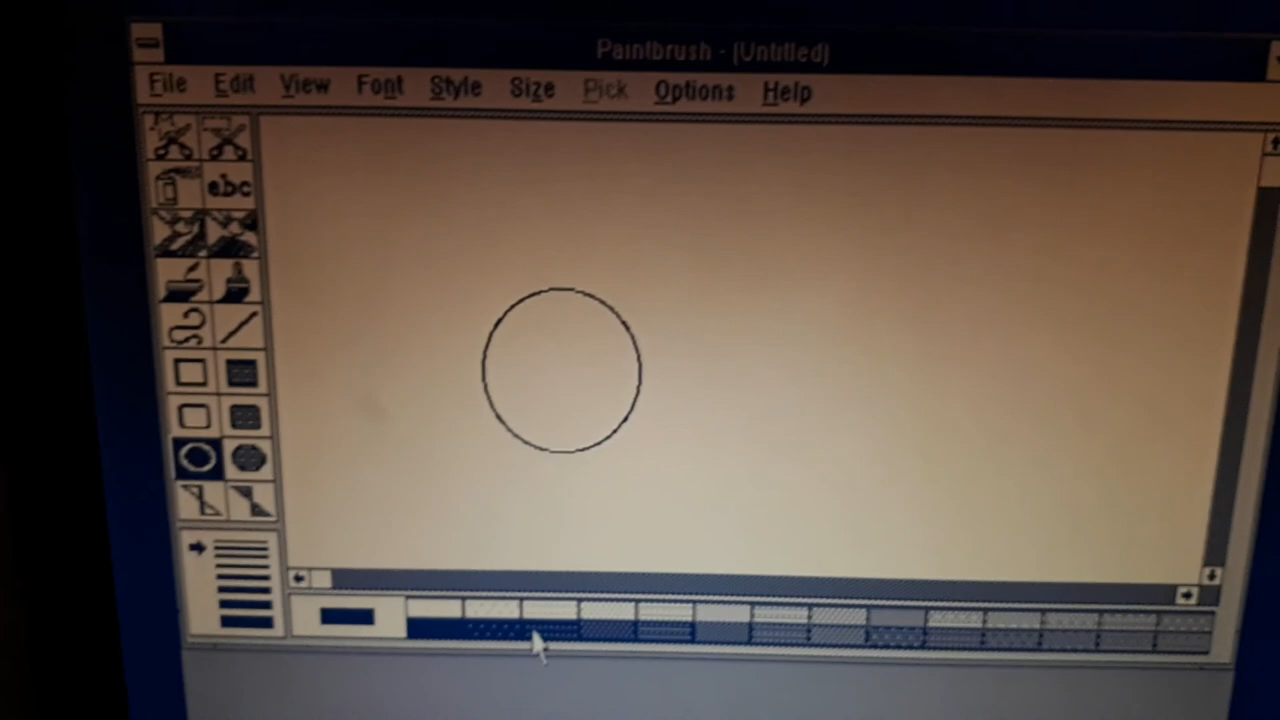 Paintbrush - (Untitled)
File Edit View Font Style Size Pick Options Help
abc